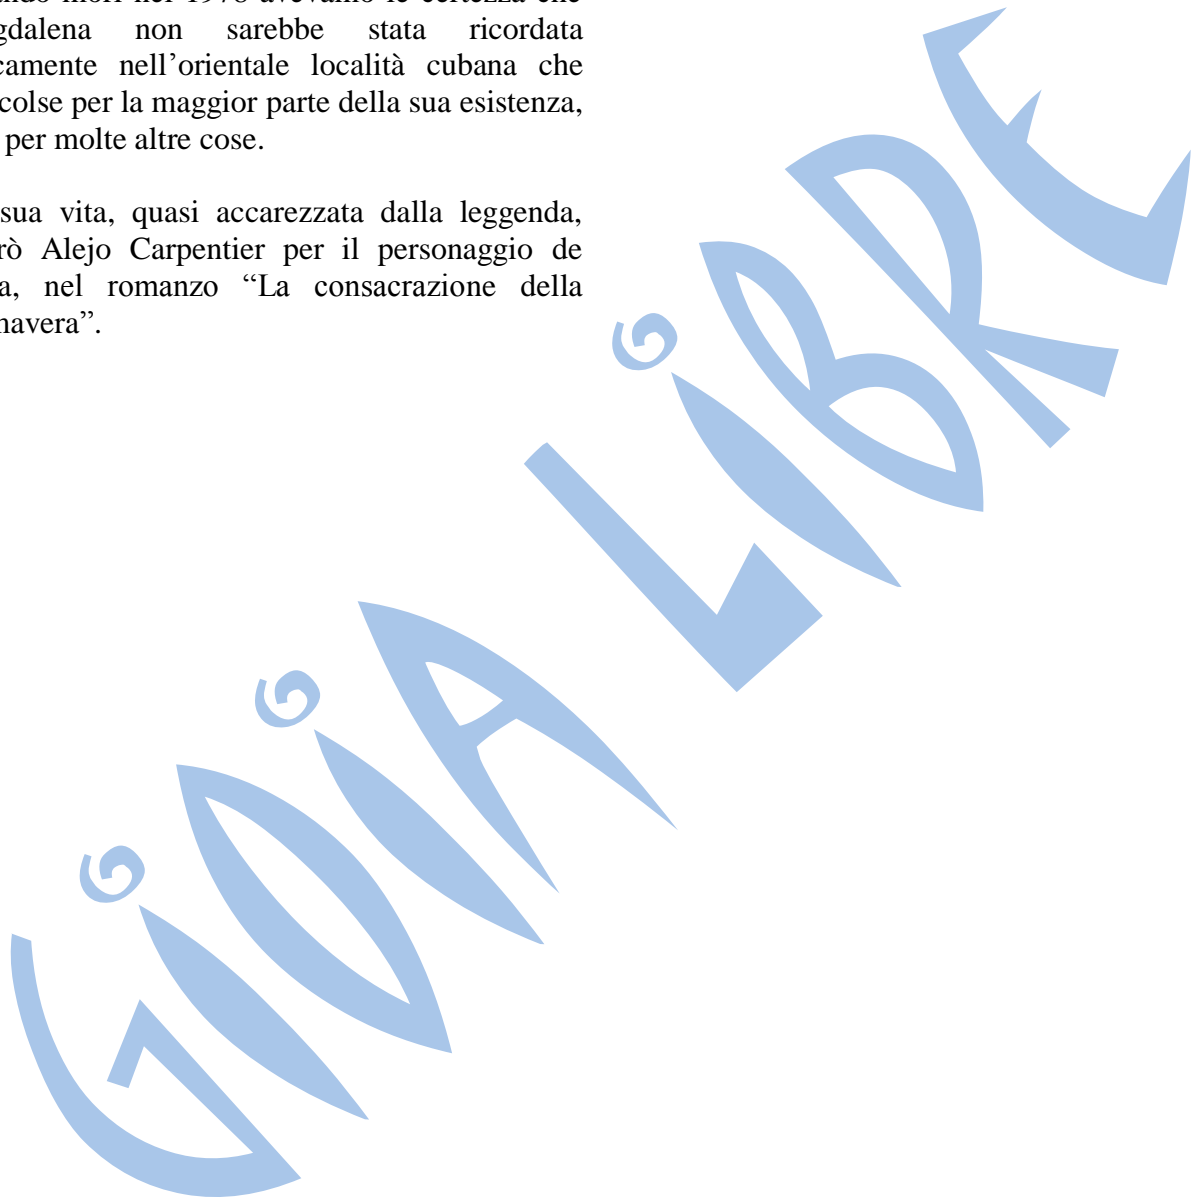 ndo morì nel 1978 avevamo le certezza che
gdalena non sarebbe stata ricordata
camente nell’orientale località cubana che
colse per la maggior parte della sua esistenza,
per molte altre cose.
sua vita, quasi accarezzata dalla leggenda,
rò Alejo Carpentier per il personaggio de
a, nel romanzo “La consacrazione della
navera”.
GiOiA LiBRE